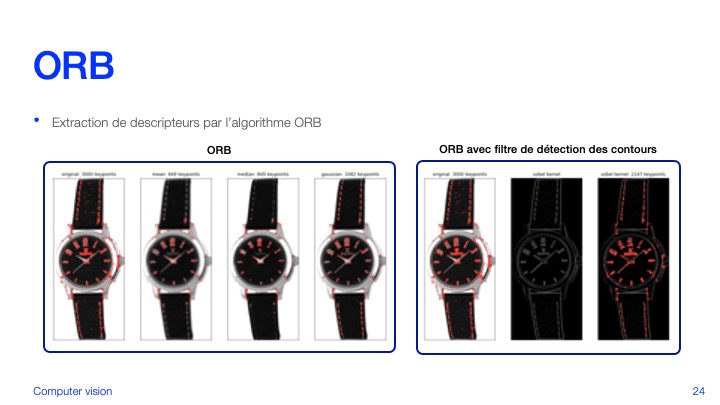 ORB
• Extraction de descripteurs par l'algorithme ORB
ORB
ORB avec filtre de détection des contours
original 3000 keypoints
mean 849 keypoints
median 849 keypoints
gaussian 1082 keypoints
original 3000 keypoints
sobel kernel
sobel kernel 2147 keypoints
Computer vision
24